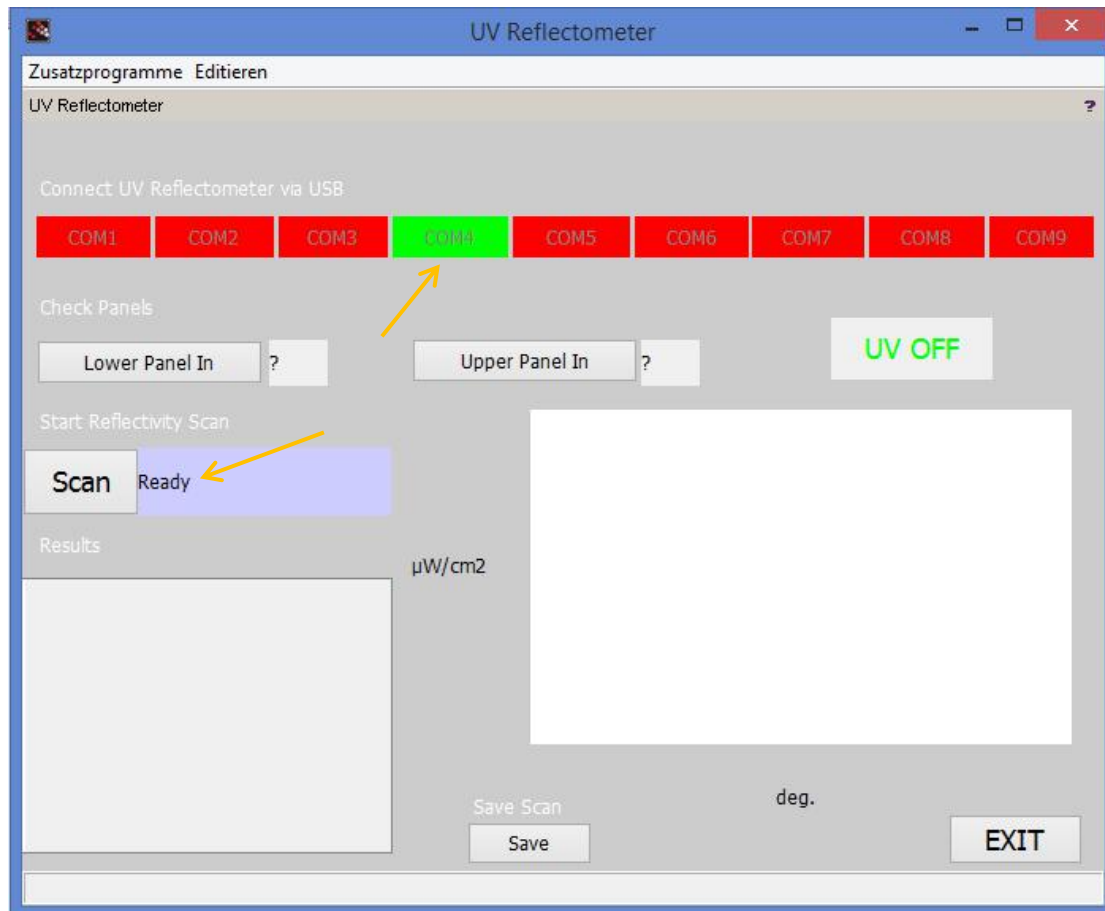 UV Reflectometer
Zusatzprogramme Editieren
UV Reflectometer ?
Connect UV Reflectometer via USB
COM1 COM2 COM3 COM4 COM5 COM6 COM7 COM8 COM9
Check Panels
Lower Panel In ? Upper Panel In ? UV OFF
Start Reflectivity Scan
Scan Ready
Results
µW/cm2
deg.
Save Scan
Save
EXIT